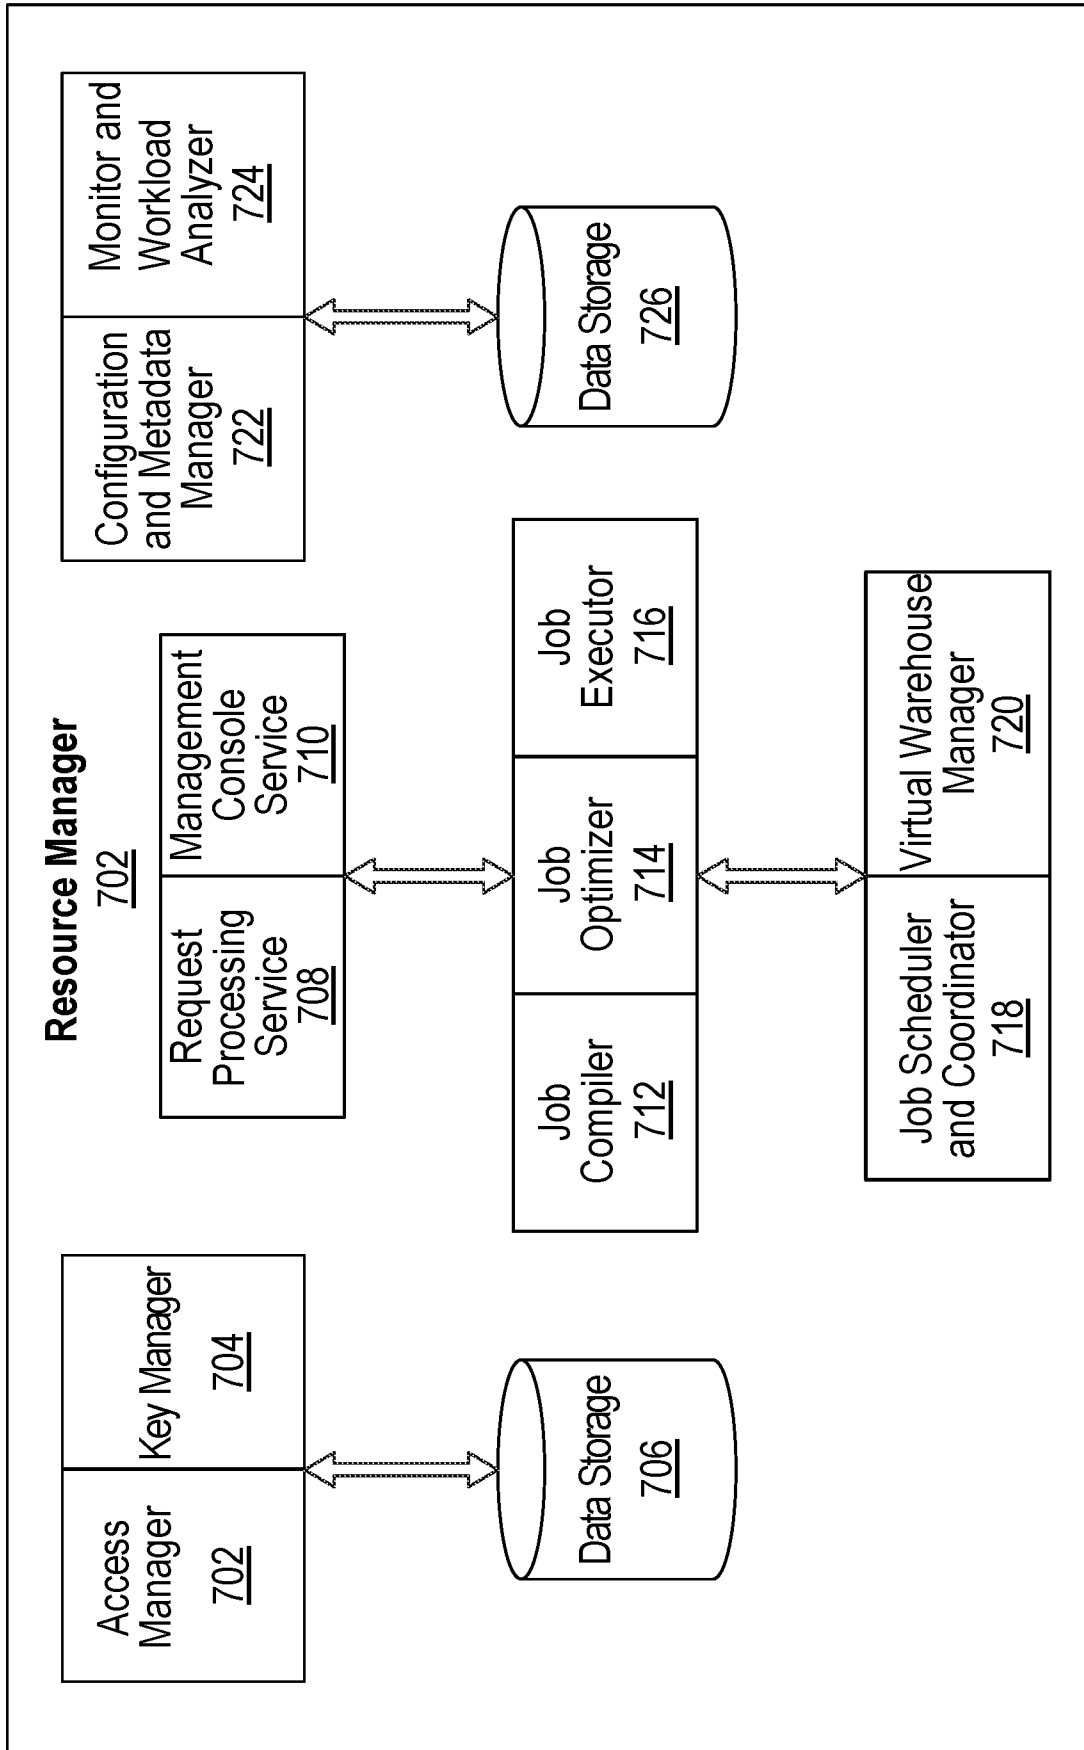 Resource Manager
702
Access
Manager
702
Key Manager
704
Data Storage
706
Request
Processing
Service
708
Management
Console
Service
710
Job
Compiler
712
Job
Optimizer
714
Job
Executor
716
Job Scheduler
and Coordinator
718
Virtual Warehouse
Manager
720
Configuration
and Metadata
Manager
722
Monitor and
Workload
Analyzer
724
Data Storage
726